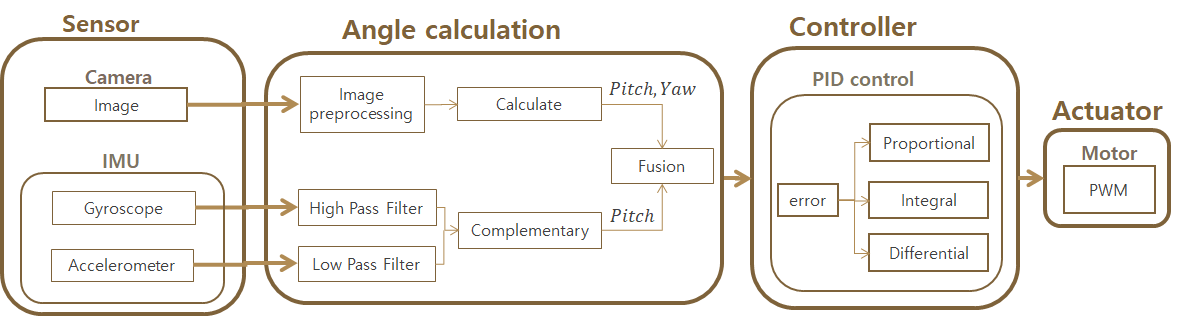 Sensor
Camera
Image
IMU
Gyroscope
Accelerometer
Angle calculation
Image
preprocessing
Calculate
Pitch, Yaw
Fusion
High Pass Filter
Low Pass Filter
Complementary
Pitch
Controller
PID control
error
Proportional
Integral
Differential
Actuator
Motor
PWM